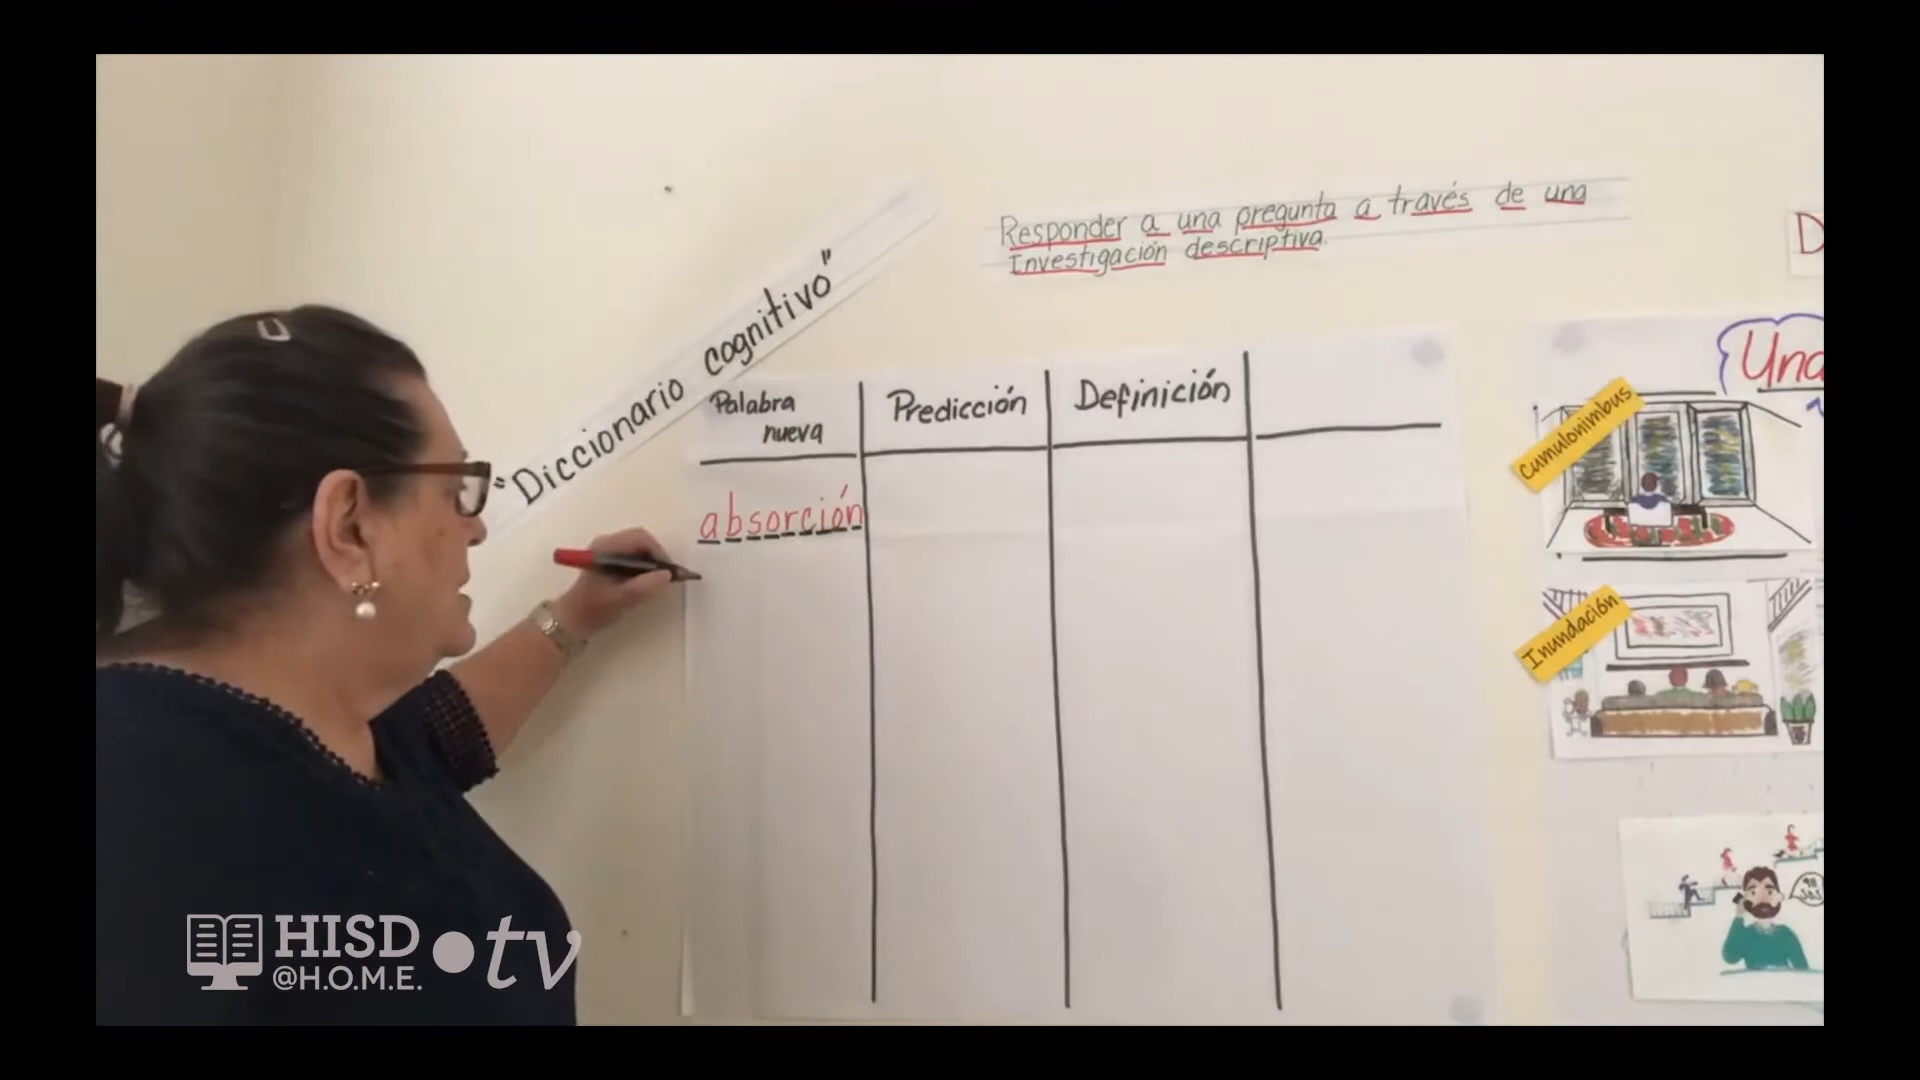 Responder a una pregunta a través de una
Investigación descriptiva.
"Diccionario cognitivo"
Palabra
nueva
Predicción
Definición
absorción
Cumulonimbus
Inundación
HISD
@H.O.M.E.
tv